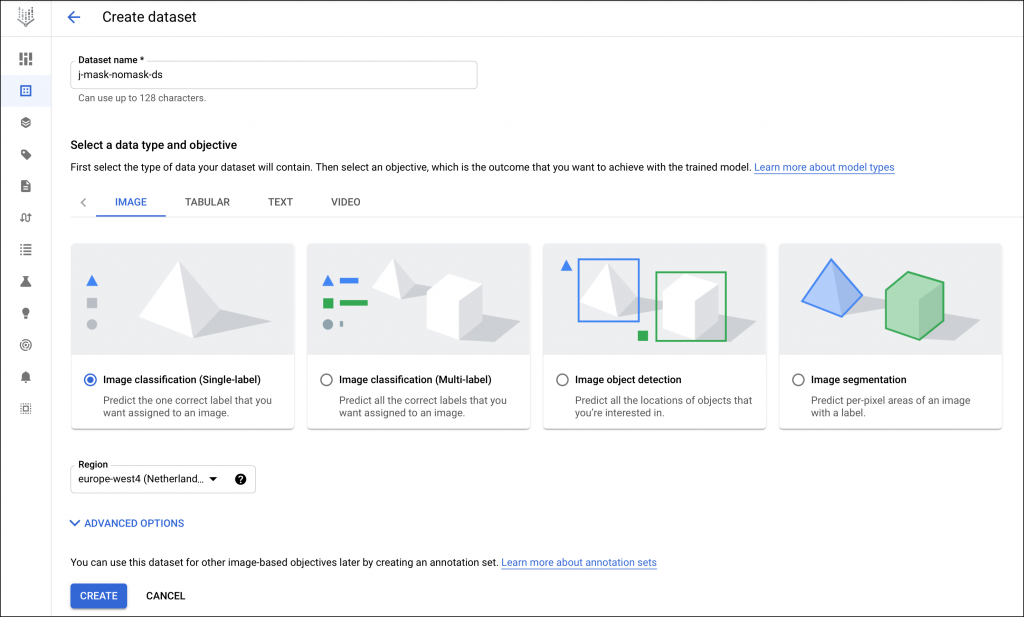 Create dataset
Dataset name *
j-mask-nomask-ds
Can use up to 128 characters.
Select a data type and objective
First select the type of data your dataset will contain. Then select an objective, which is the outcome that you want to achieve with the trained model. Learn more about model types
IMAGE TABULAR TEXT VIDEO
Image classification (Single-label)
Predict the one correct label that you
want assigned to an image.
Image classification (Multi-label)
Predict all the correct labels that you
want assigned to an image.
Image object detection
Predict all the locations of objects that
you're interested in.
Image segmentation
Predict per-pixel areas of an image
with a label.
Region
europe-west4 (Netherland...
ADVANCED OPTIONS
You can use this dataset for other image-based objectives later by creating an annotation set. Learn more about annotation sets
CREATE CANCEL